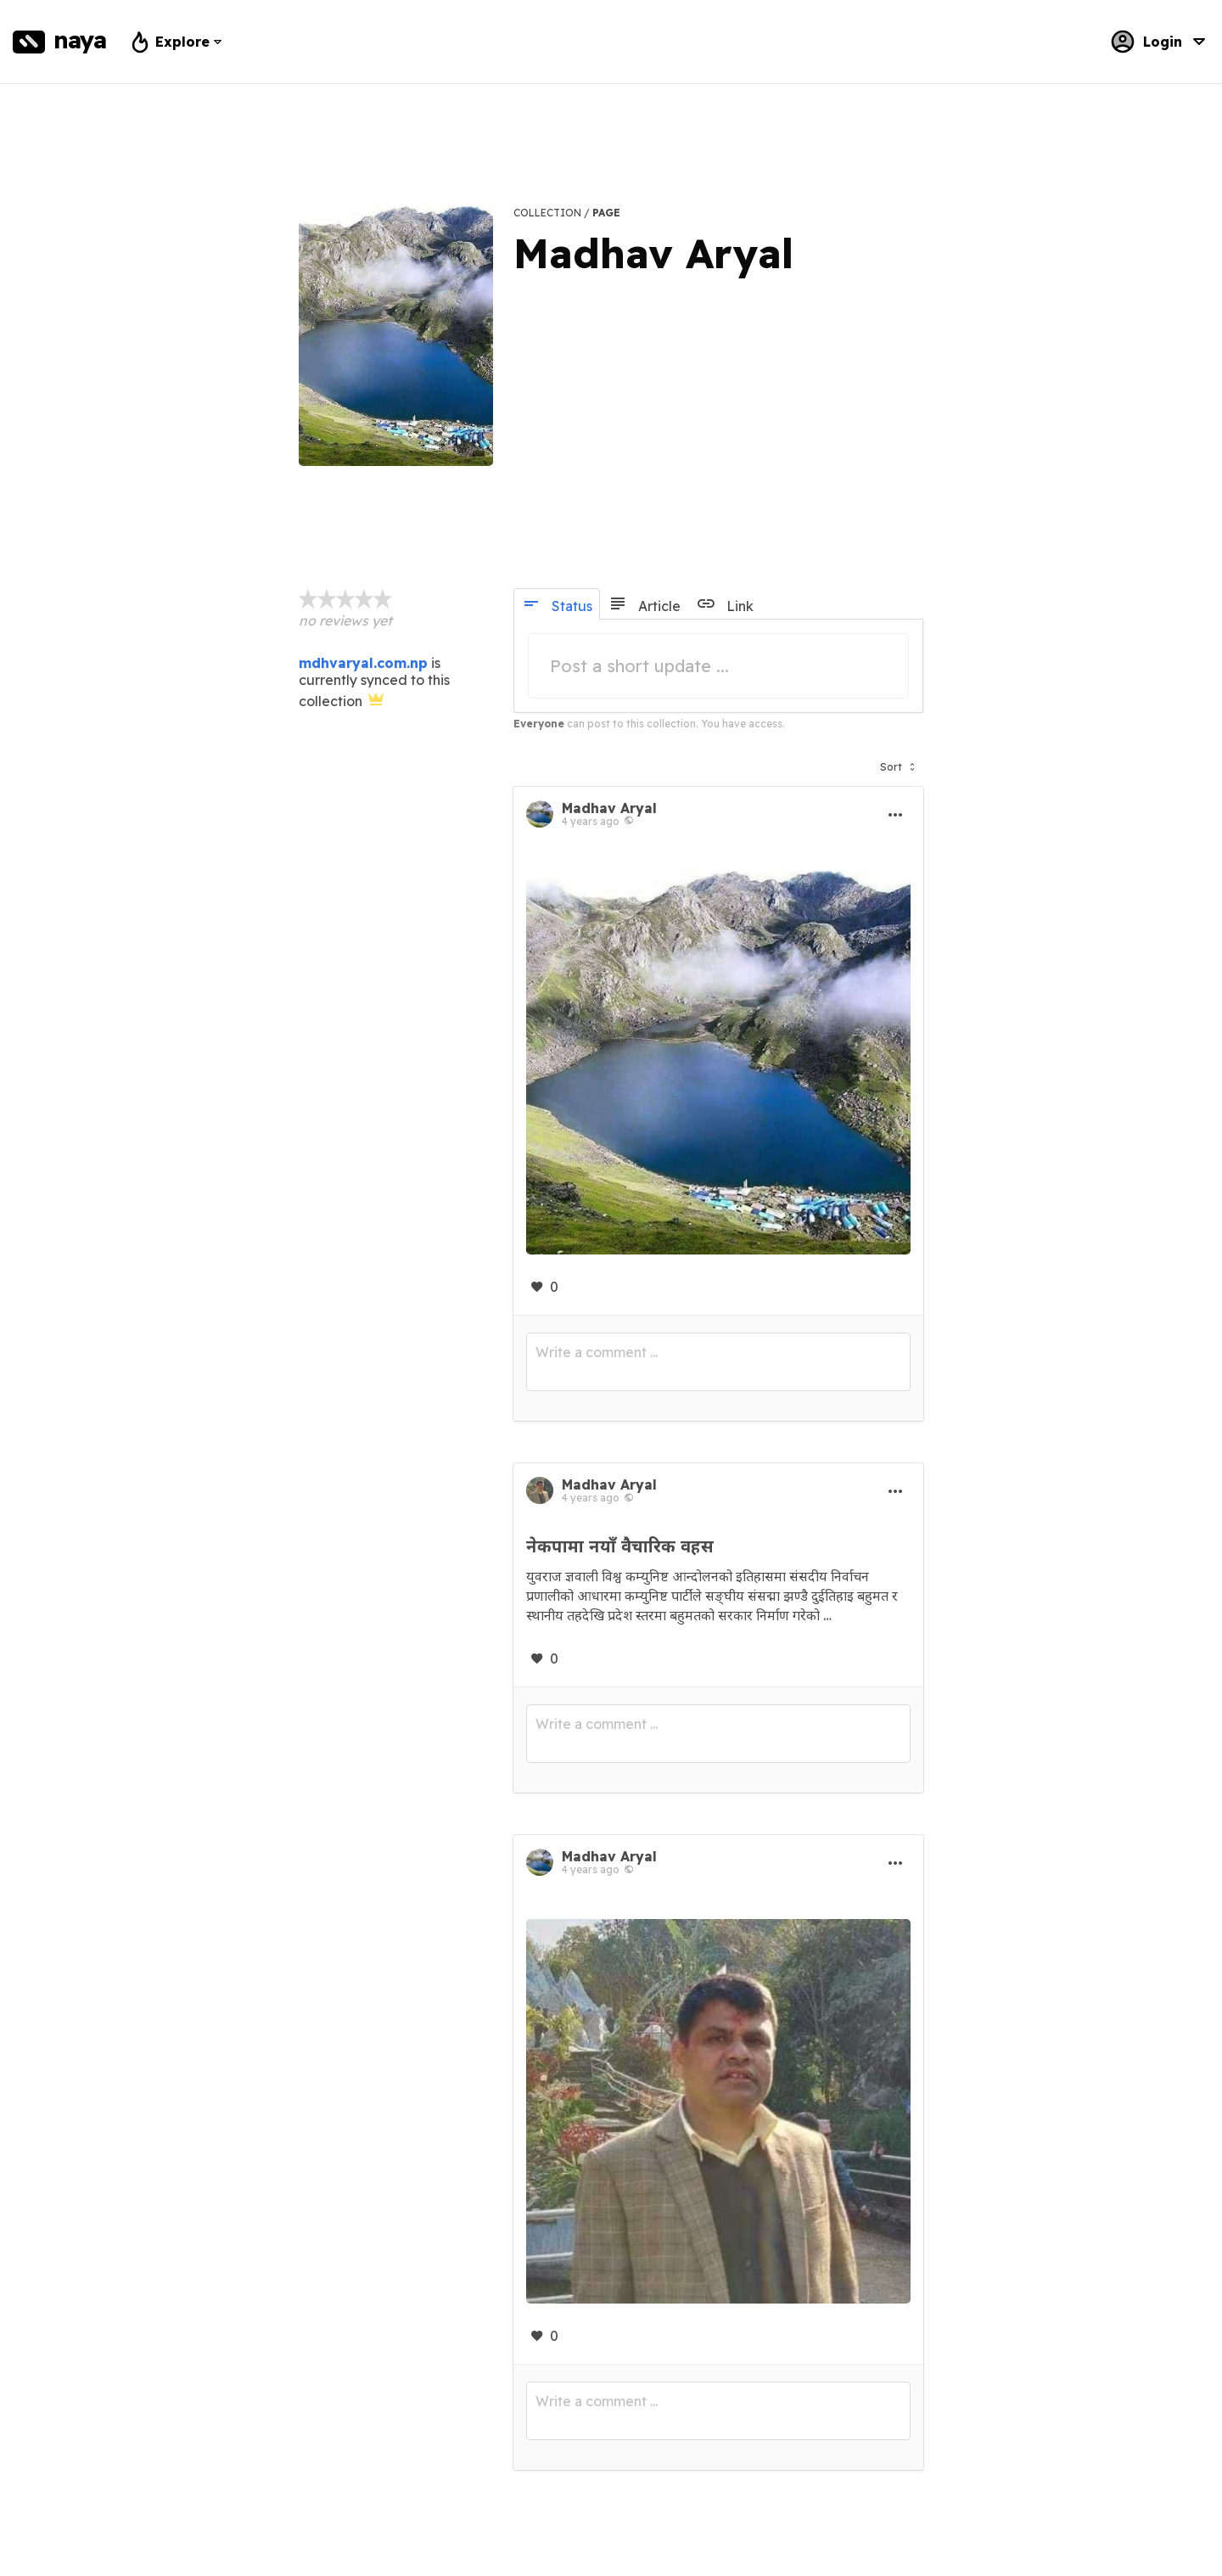 naya
Explore
Login
COLLECTION / PAGE
Madhav Aryal
no reviews yet
mdhvaryal.com.np is
currently synced to this
collection
Status
Article
Link
Post a short update ...
Everyone can post to this collection. You have access.
Sort
Madhav Aryal
4 years ago
0
Write a comment ...
Madhav Aryal
4 years ago
नेकपामा नयाँ वैचारिक वहस
युवराज ज्ञवाली विश्व कम्युनिष्ट आन्दोलनको इतिहासमा संसदीय निर्वाचन
प्रणालीको आधारमा कम्युनिष्ट पार्टीले सङ्घीय संसद्मा झण्डै दुईतिहाइ बहुमत र
स्थानीय तहदेखि प्रदेश स्तरमा बहुमतको सरकार निर्माण गरेको ...
0
Write a comment ...
Madhav Aryal
4 years ago
0
Write a comment ...